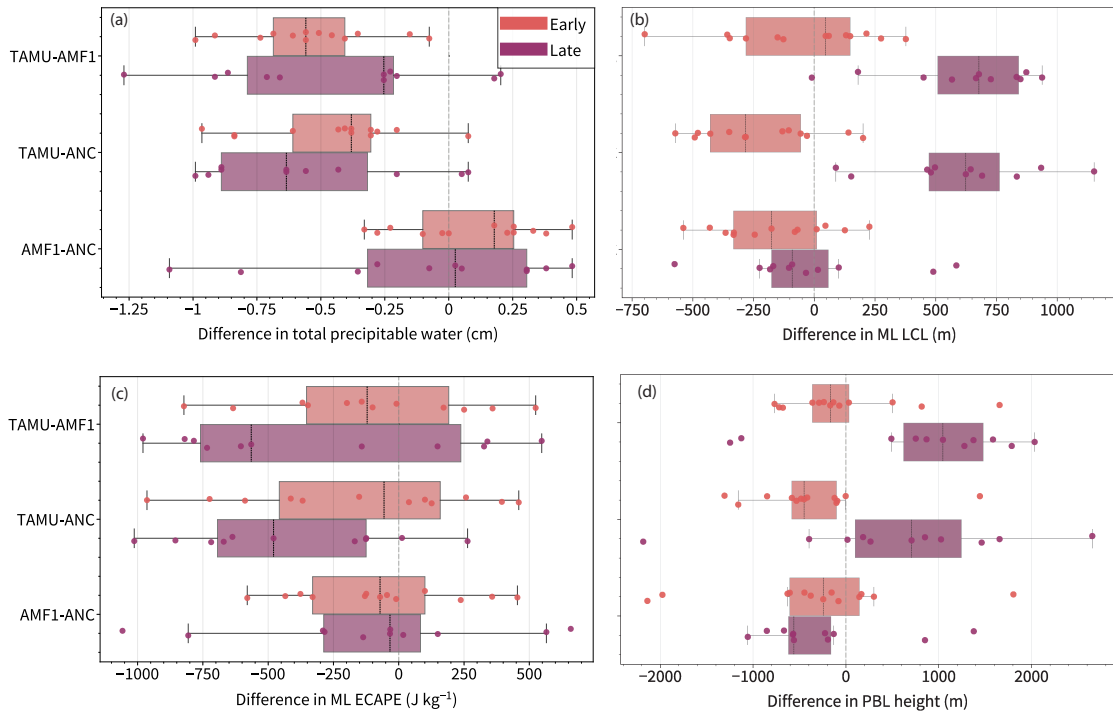 (a)
Early
Late
TAMU-AMF1
TAMU-ANC
AMF1-ANC
−1.25 −1 −0.75 −0.5 −0.25 0 0.25 0.5
Difference in total precipitable water (cm)
(b)
−750 −500 −250 0 250 500 750 1000
Difference in ML LCL (m)
(c)
TAMU-AMF1
TAMU-ANC
AMF1-ANC
−1000 −750 −500 −250 0 250 500
Difference in ML ECAPE (J kg⁻¹)
(d)
−2000 −1000 0 1000 2000
Difference in PBL height (m)